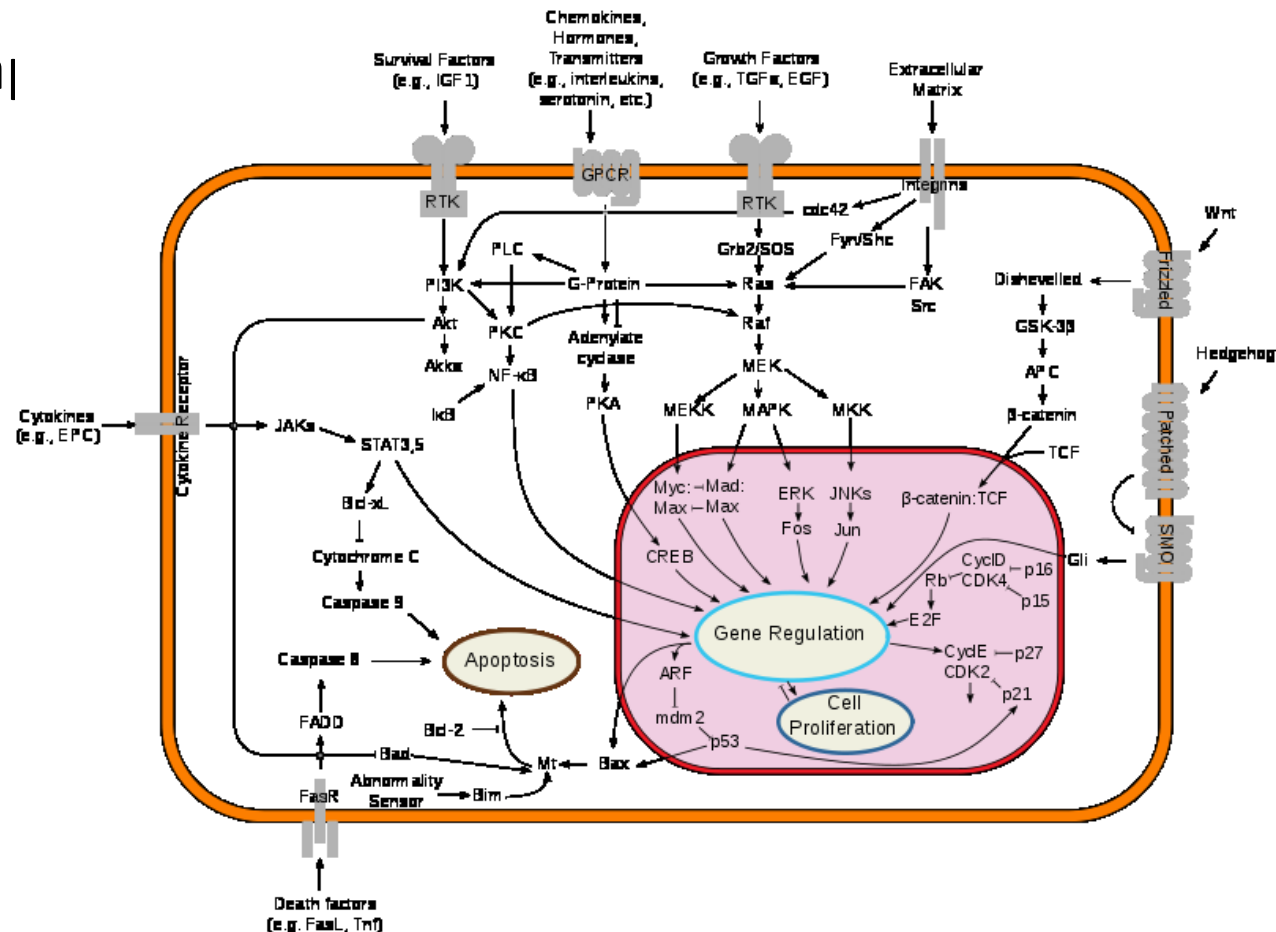 Chemokines,
Hormones,
Transmitters
(e.g., interleukins,
serotonin, etc.)
Survival Factors
(e.g., IGF1)
Growth Factors
(e.g., TGFα, EGF)
Extracellular
Matrix
GPCR
Integrins
RTK
RTK
cdc42
Wnt
PLC
Grb2/SOS
Fyn/Shc
Frizzled
PI3K
G-Protein
Ras
FAK
Src
Dishevelled
Akt
PKC
Raf
GSK-3β
Adenylate
cyclase
Akkα
NF-κB
MEK
APC
Hedgehog
IκB
PKA
MEKK
MAPK
MKK
β-catenin
Cytokines
(e.g., EPC)
Cytokine Receptor
JAKs
STAT3,5
TCF
Patched
Bcl-xL
Myc:
Max
Mad:
Max
ERK
JNKs
β-catenin:TCF
Fos
Jun
SMO
Cytochrome C
CREB
Gli
CyclD
CDK4
p16
p15
Rb
E2F
Caspase 9
Gene Regulation
Caspase 8
Apoptosis
ARF
CyclE
CDK2
p27
p21
FADD
Bcl-2
mdm2
Cell
Proliferation
p53
Bad
Mt
Bax
Abnormality
Sensor
Bim
FasR
Death factors
(e.g. FasL, Tnf)